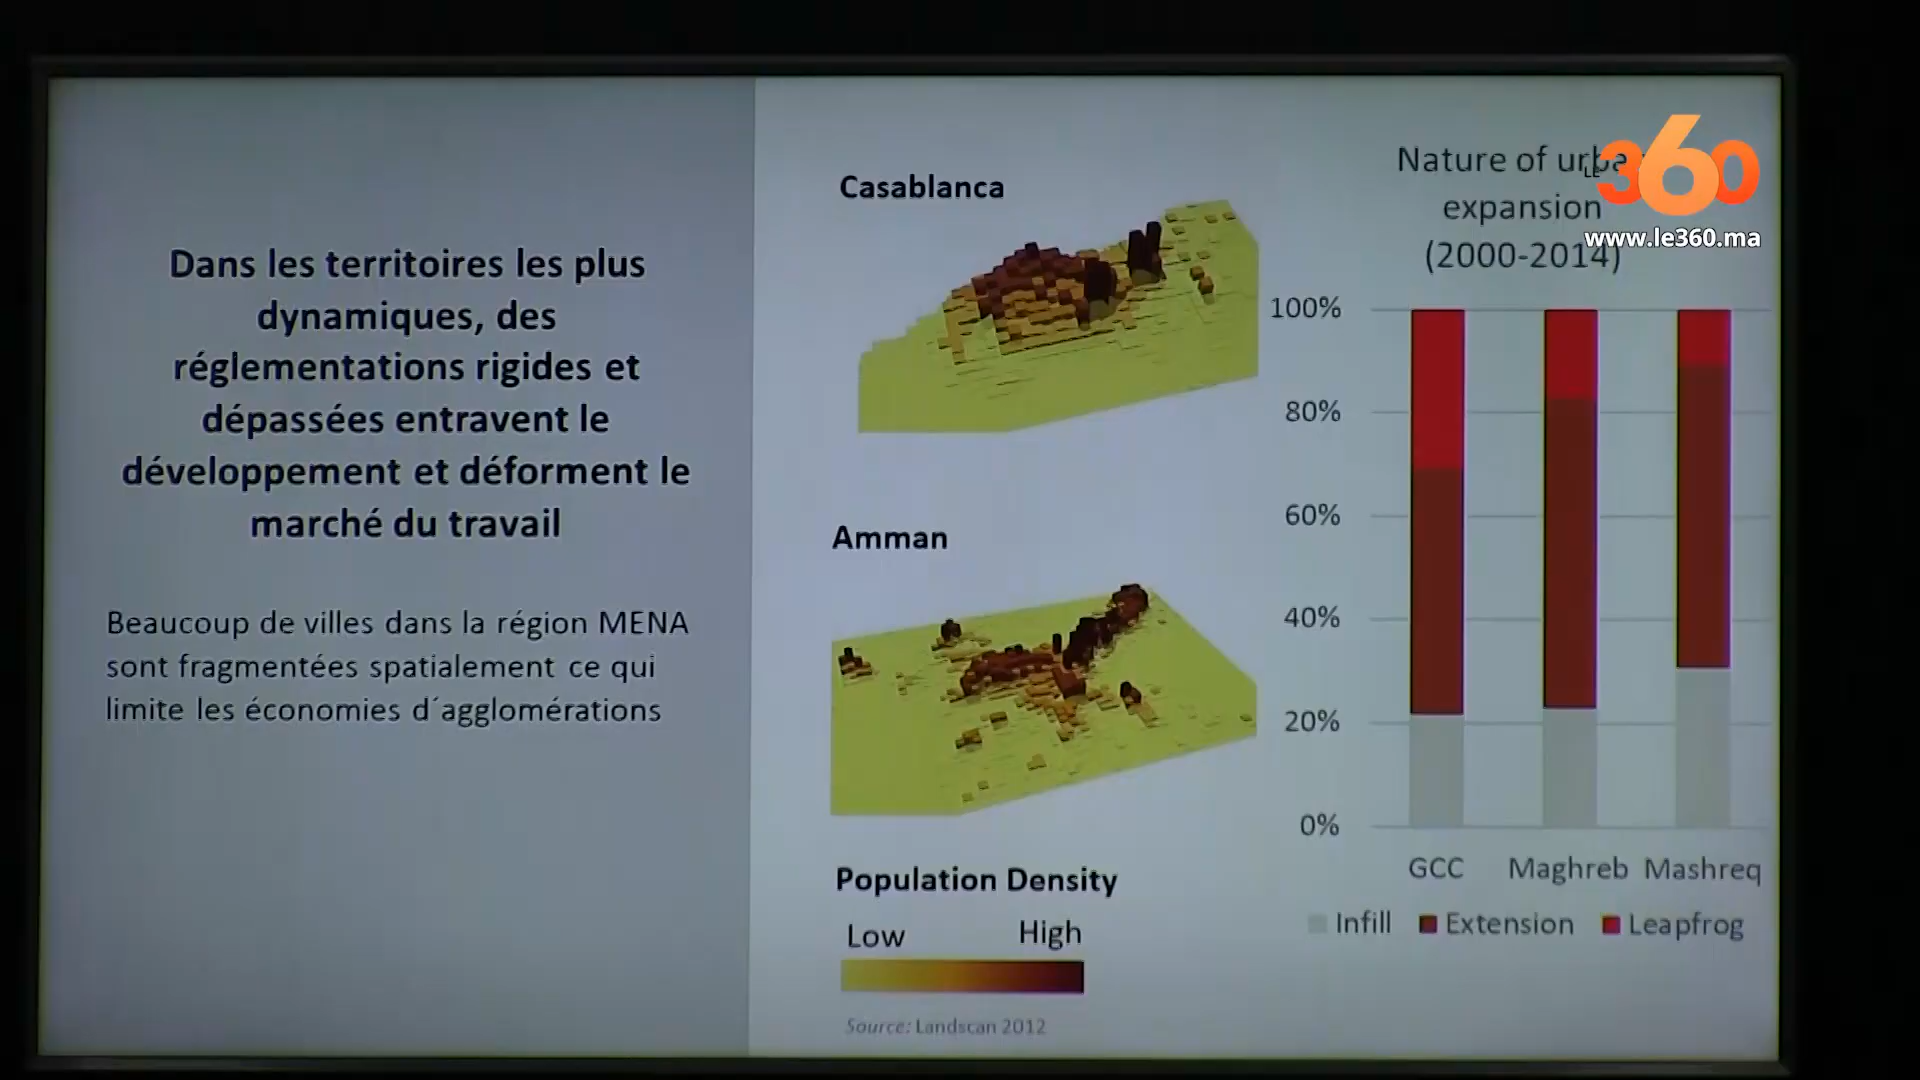 Dans les territoires les plus
dynamiques, des
réglementations rigides et
dépassées entravent le
développement et déforment le
marché du travail
Beaucoup de villes dans la région MENA
sont fragmentées spatialement ce qui
limite les économies d´agglomérations
Casablanca
Amman
Population Density
Low High
Source: Landscan 2012
Nature of
expansion
(2000-2014)
100%
80%
60%
40%
20%
0%
GCC Maghreb Mashreq
Infill Extension Leapfrog
LE 360
www.le360.ma